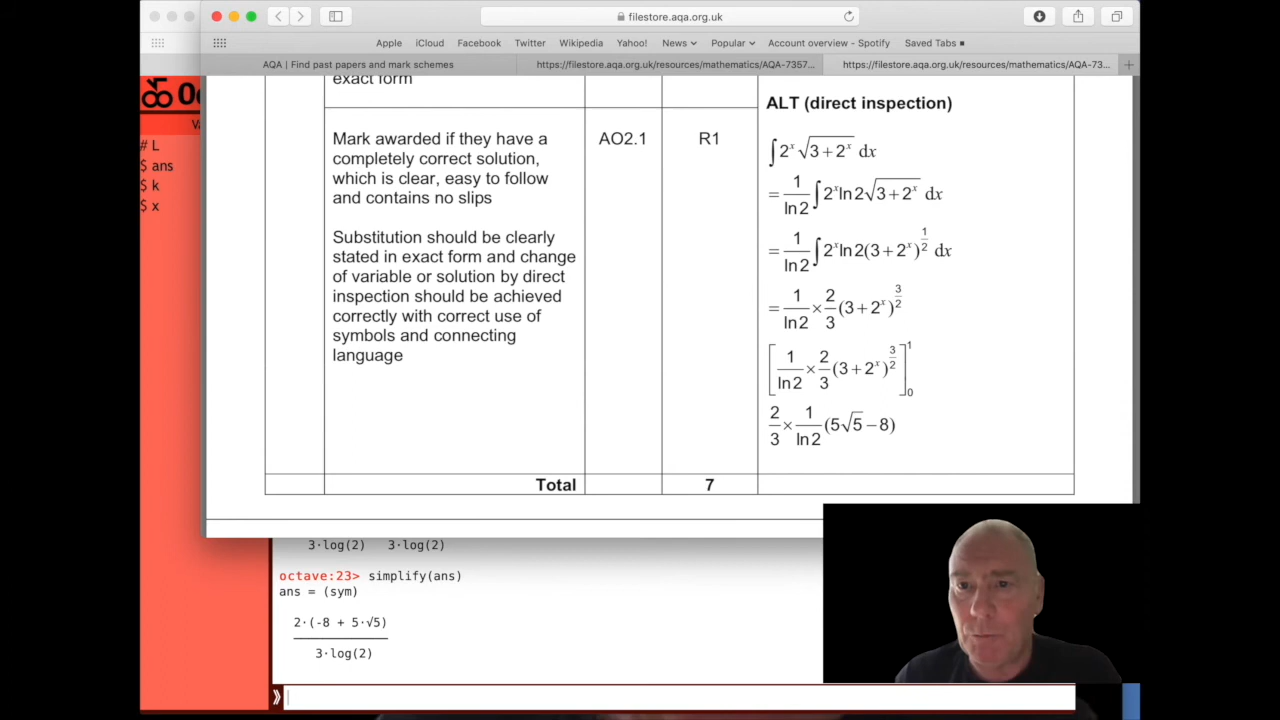 filestore.aqa.org.uk
Apple iCloud Facebook Twitter Wikipedia Yahoo! News Popular Account overview - Spotify Saved Tabs
AQA | Find past papers and mark schemes
https://filestore.aqa.org.uk/resources/mathematics/AQA-7357...
https://filestore.aqa.org.uk/resources/mathematics/AQA-73...
# L
$ ans
$ k
$ x
exact form
Mark awarded if they have a
completely correct solution,
which is clear, easy to follow
and contains no slips
Substitution should be clearly
stated in exact form and change
of variable or solution by direct
inspection should be achieved
correctly with correct use of
symbols and connecting
language
AO2.1
R1
ALT (direct inspection)
∫2^x √(3+2^x) dx
= 1/ln2 ∫2^x ln2√(3+2^x) dx
= 1/ln2 ∫2^x ln2(3+2^x)^(1/2) dx
= 1/ln2 × 2/3 (3+2^x)^(3/2)
[1/ln2 × 2/3 (3+2^x)^(3/2)]_0^1
2/3 × 1/ln2 (5√5 − 8)
Total 7
3·log(2) 3·log(2)
octave:23> simplify(ans)
ans = (sym)
2·(-8 + 5·√5)
3·log(2)